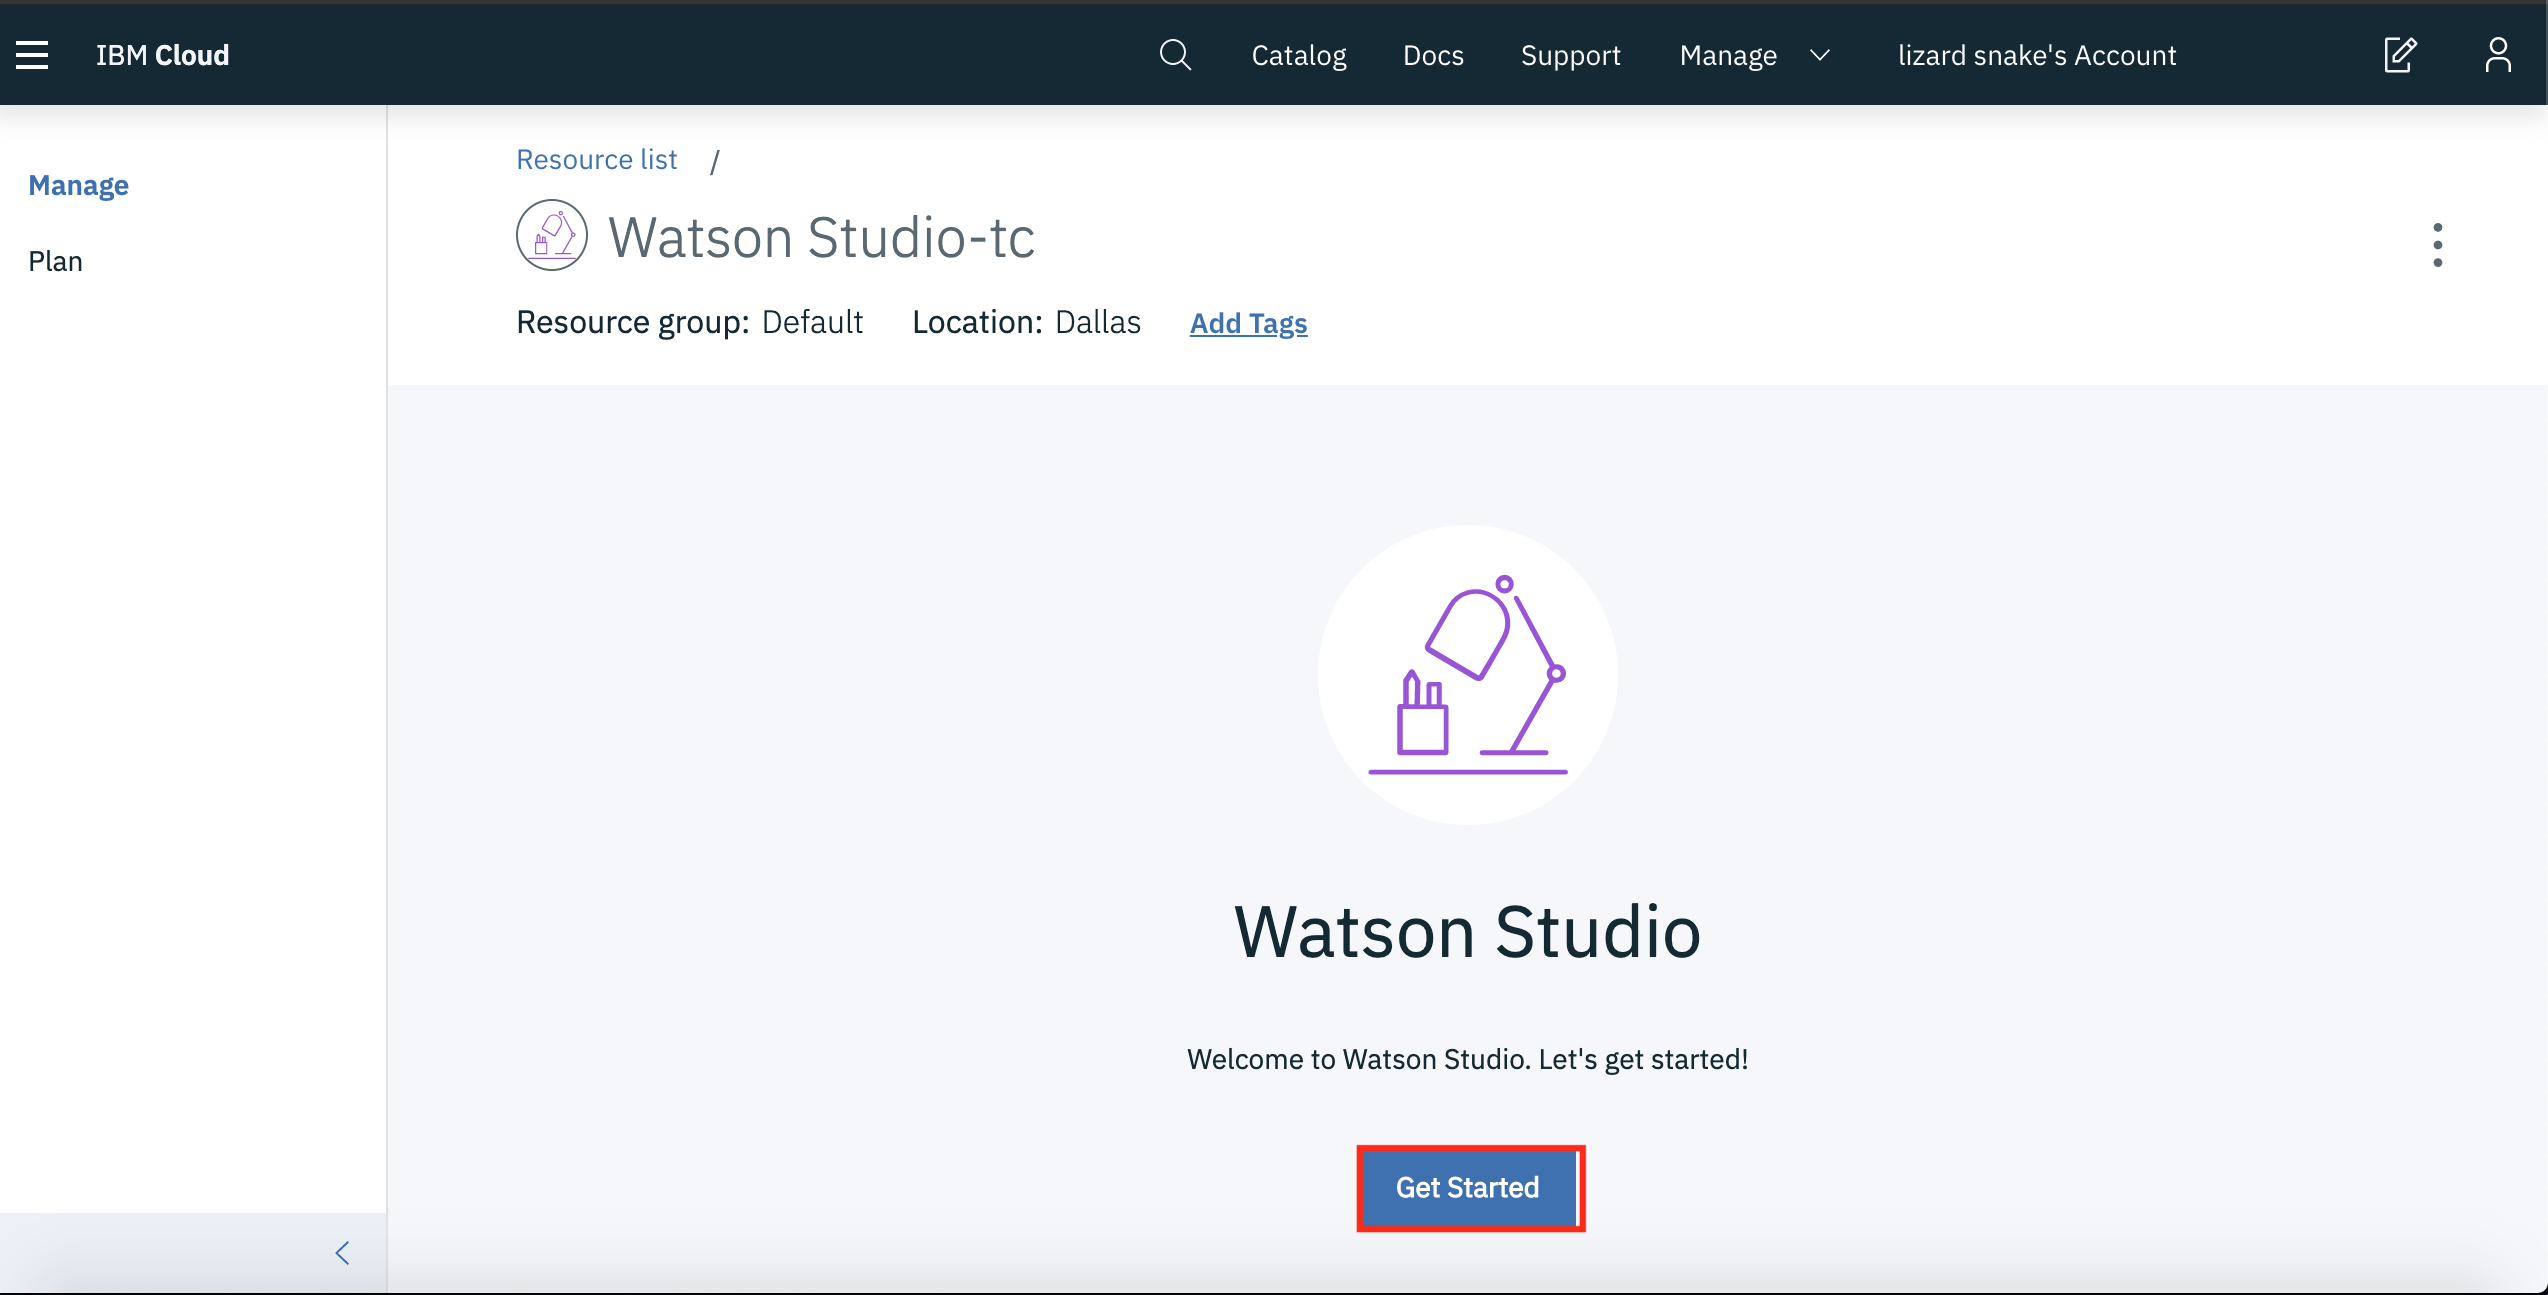 IBM Cloud Catalog Docs Support Manage lizard snake's Account
Manage
Plan
Resource list /
Watson Studio-tc
Resource group: Default Location: Dallas Add Tags
Watson Studio
Welcome to Watson Studio. Let's get started!
Get Started